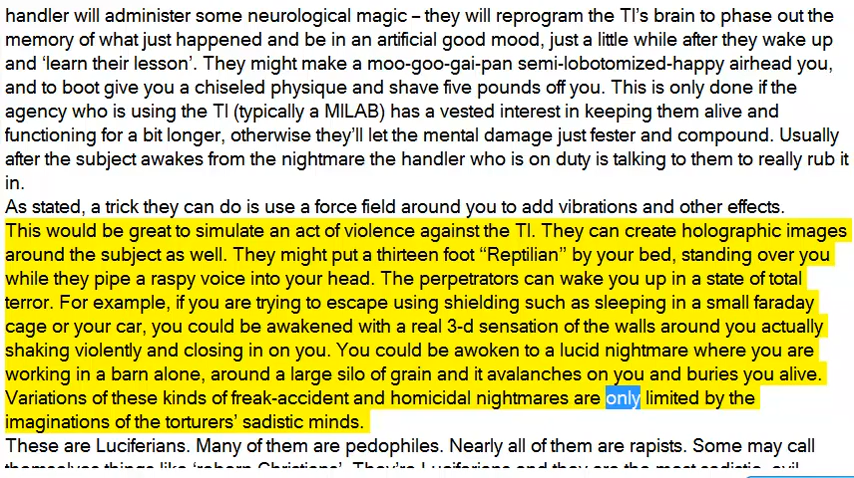 handler will administer some neurological magic – they will reprogram the TI's brain to phase out the
memory of what just happened and be in an artificial good mood, just a little while after they wake up
and 'learn their lesson'. They might make a moo-goo-gai-pan semi-lobotomized-happy airhead you,
and to boot give you a chiseled physique and shave five pounds off you. This is only done if the
agency who is using the TI (typically a MILAB) has a vested interest in keeping them alive and
functioning for a bit longer, otherwise they'll let the mental damage just fester and compound. Usually
after the subject awakes from the nightmare the handler who is on duty is talking to them to really rub it
in.
As stated, a trick they can do is use a force field around you to add vibrations and other effects.
This would be great to simulate an act of violence against the TI. They can create holographic images
around the subject as well. They might put a thirteen foot “Reptilian” by your bed, standing over you
while they pipe a raspy voice into your head. The perpetrators can wake you up in a state of total
terror. For example, if you are trying to escape using shielding such as sleeping in a small faraday
cage or your car, you could be awakened with a real 3-d sensation of the walls around you actually
shaking violently and closing in on you. You could be awoken to a lucid nightmare where you are
working in a barn alone, around a large silo of grain and it avalanches on you and buries you alive.
Variations of these kinds of freak-accident and homicidal nightmares are only limited by the
imaginations of the torturers' sadistic minds.
These are Luciferians. Many of them are pedophiles. Nearly all of them are rapists. Some may call
themselves things like 'reborn Christians'. They're Luciferians and they are the most sadistic, evil